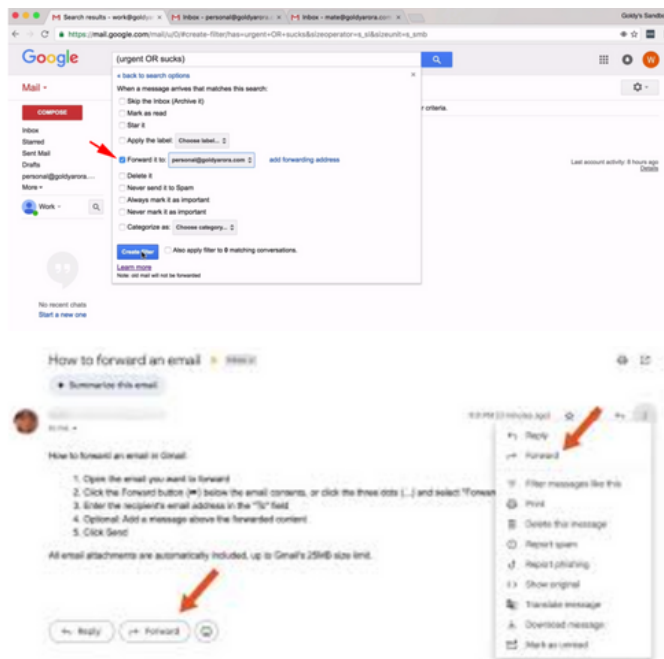 Search results - work@goldya
Inbox - personal@goldyarora.c
Inbox - mate@goldyarora.com
Goldy's Sandb
https://mail.google.com/mail/u/0/#create-filter/has=urgent+OR+sucks&sizeoperator=s_sl&sizeunit=s_smb
Google
(urgent OR sucks)
W
« back to search options
×
Mail
When a message arrives that matches this search:
Skip the Inbox (Archive it)
r criteria.
COMPOSE
Mark as read
Star it
Inbox
Starred
Apply the label: Choose label...
Sent Mail
Drafts
Forward it to: personal@goldyarora.com add forwarding address
Last account activity: 8 hours ago
Details
personal@goldyarora....
Delete it
More
Never send it to Spam
Always mark it as important
Work
Never mark it as important
Categorize as: Choose category...
Create filter
Also apply filter to 0 matching conversations.
Learn more
Note: old mail will not be forwarded
No recent chats
Start a new one
How to forward an email
Summarize this email
to me
How to forward an email in Gmail:
1. Open the email you want to forward
2. Click the Forward button (↪) below the email contents, or click the three dots (...) and select "Forwar
3. Enter the recipient's email address in the "To" field
4. Optional: Add a message above the forwarded content
5. Click Send
All email attachments are automatically included, up to Gmail's 25MB size limit.
Reply
Forward
Reply
Forward
Filter messages like this
Print
Delete this message
Report spam
Report phishing
Show original
Translate message
Download message
Mark as unread